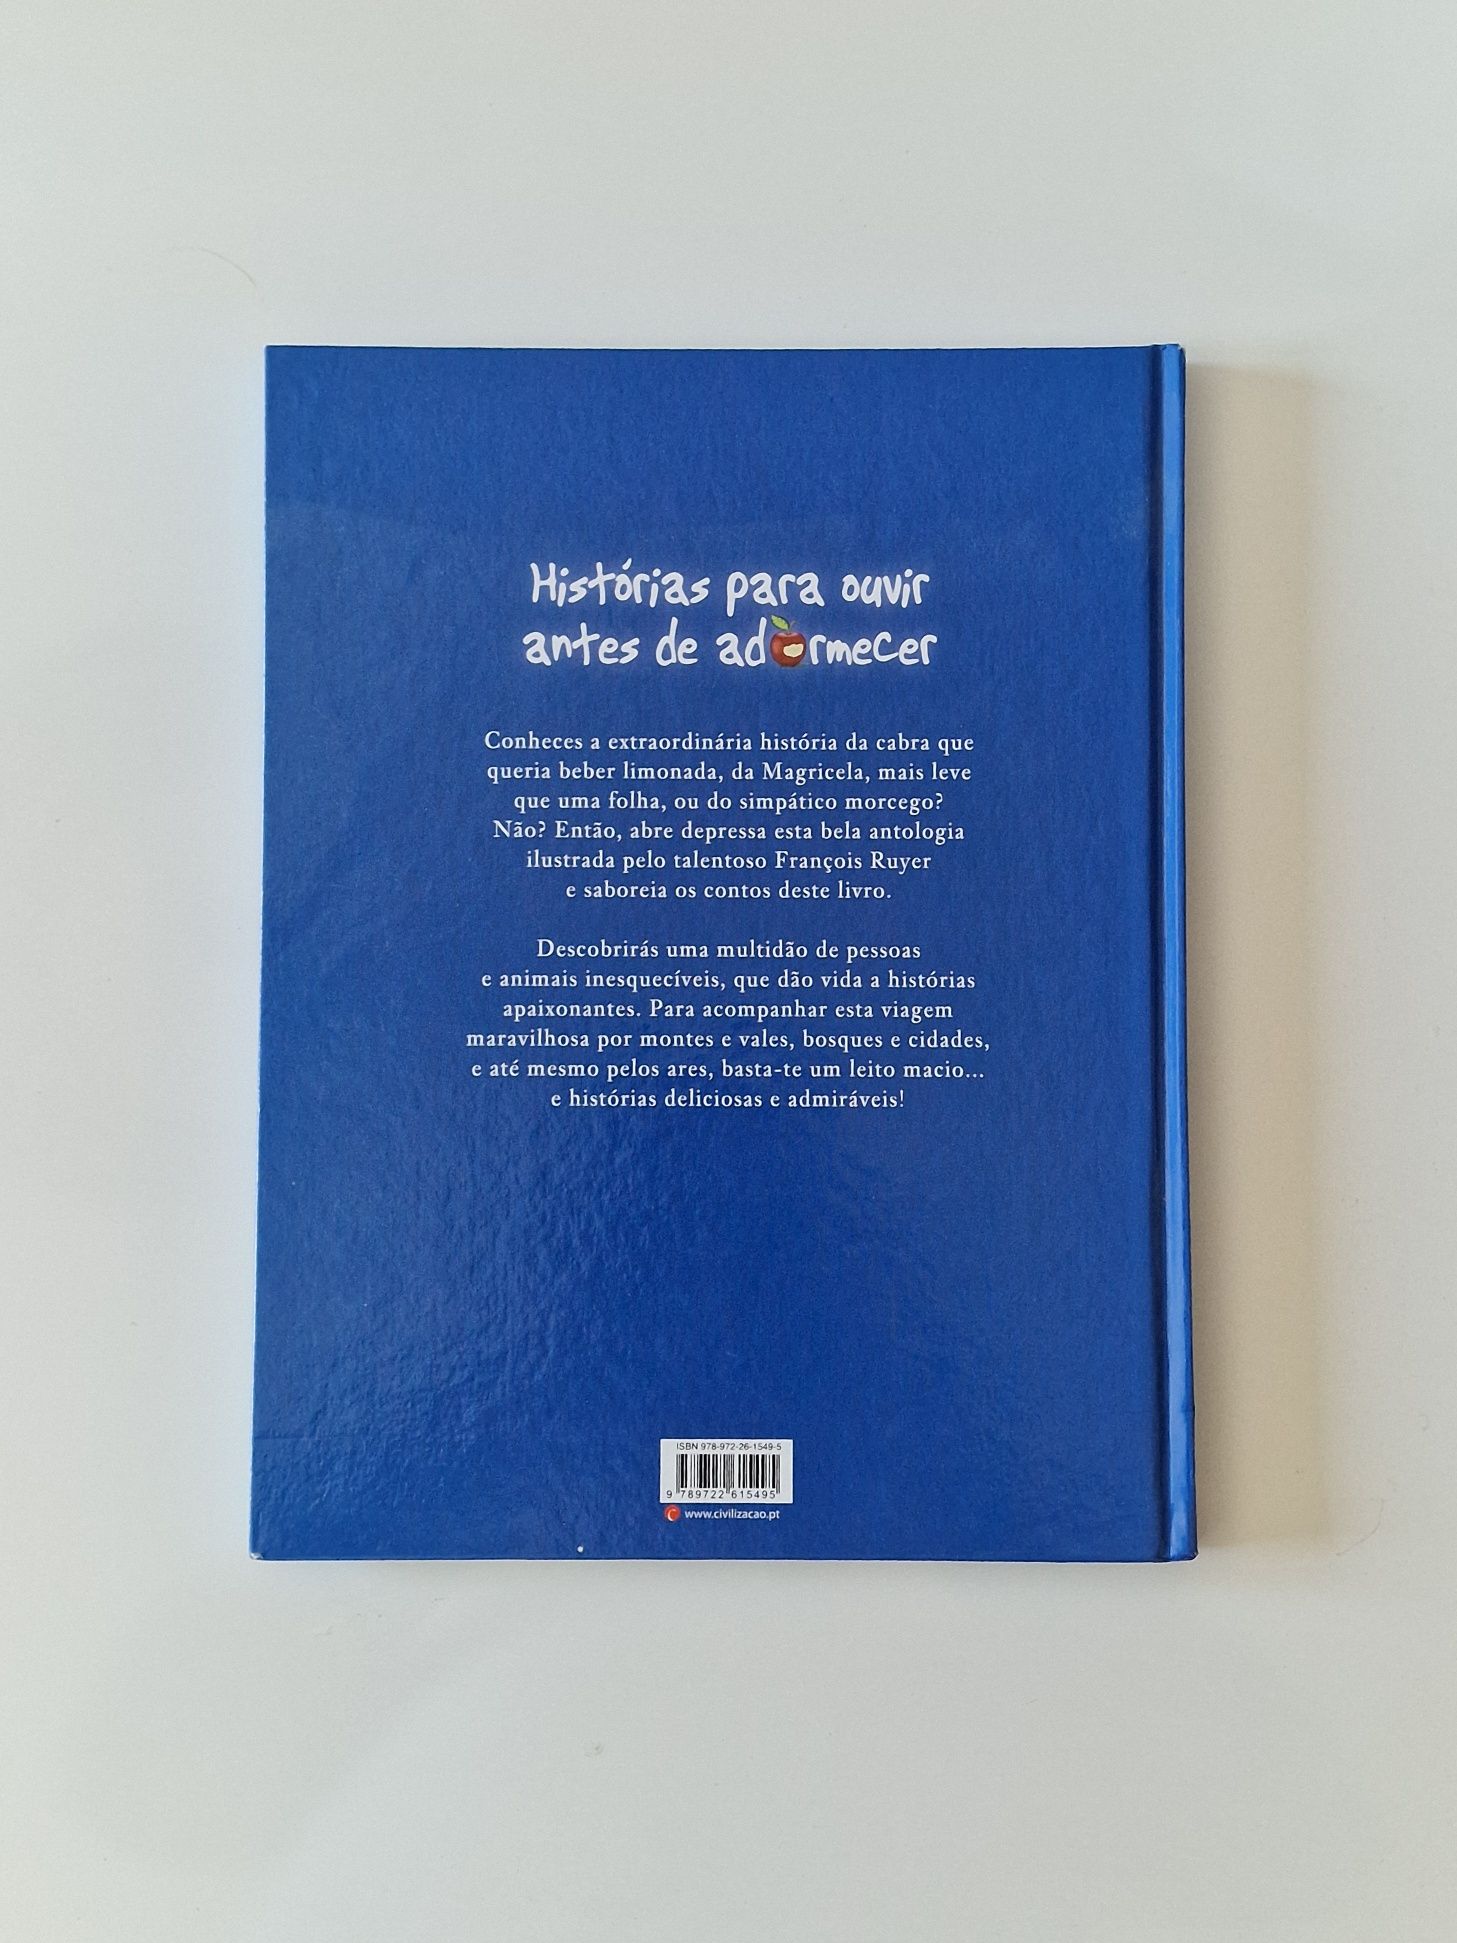 Histórias para ouvir
antes de adormecer
Conheces a extraordinária história da cabra que
queria beber limonada, da Magricela, mais leve
que uma folha, ou do simpático morcego?
Não? Então, abre depressa esta bela antologia
ilustrada pelo talentoso François Ruyer
e saboreia os contos deste livro.
Descobrirás uma multidão de pessoas
e animais inesquecíveis, que dão vida a histórias
apaixonantes. Para acompanhar esta viagem
maravilhosa por montes e vales, bosques e cidades,
e até mesmo pelos ares, basta-te um leito macio...
e histórias deliciosas e admiráveis!
ISBN 978-972-26-1549-5
9 789722 615495
www.civilizacao.pt